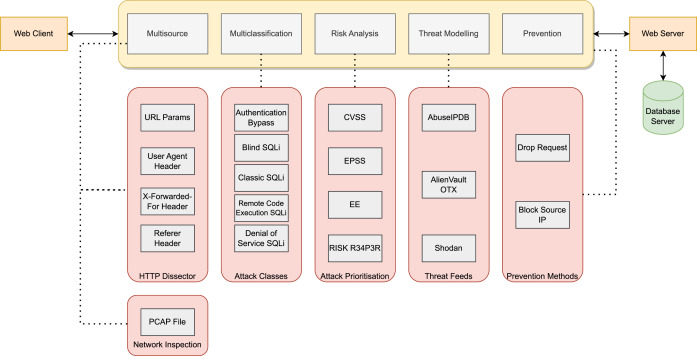 Web Client
Multisource
Multiclassification
Risk Analysis
Threat Modelling
Prevention
Web Server
Database
Server
URL Params
User Agent
Header
X-Forwarded-
For Header
Referer
Header
HTTP Dissector
Authentication
Bypass
Blind SQLi
Classic SQLi
Remote Code
Execution SQLi
Denial of
Service SQLi
Attack Classes
CVSS
EPSS
EE
RISK R34P3R
Attack Prioritisation
AbuseIPDB
AlienVault
OTX
Shodan
Threat Feeds
Drop Request
Block Source
IP
Prevention Methods
PCAP File
Network Inspection